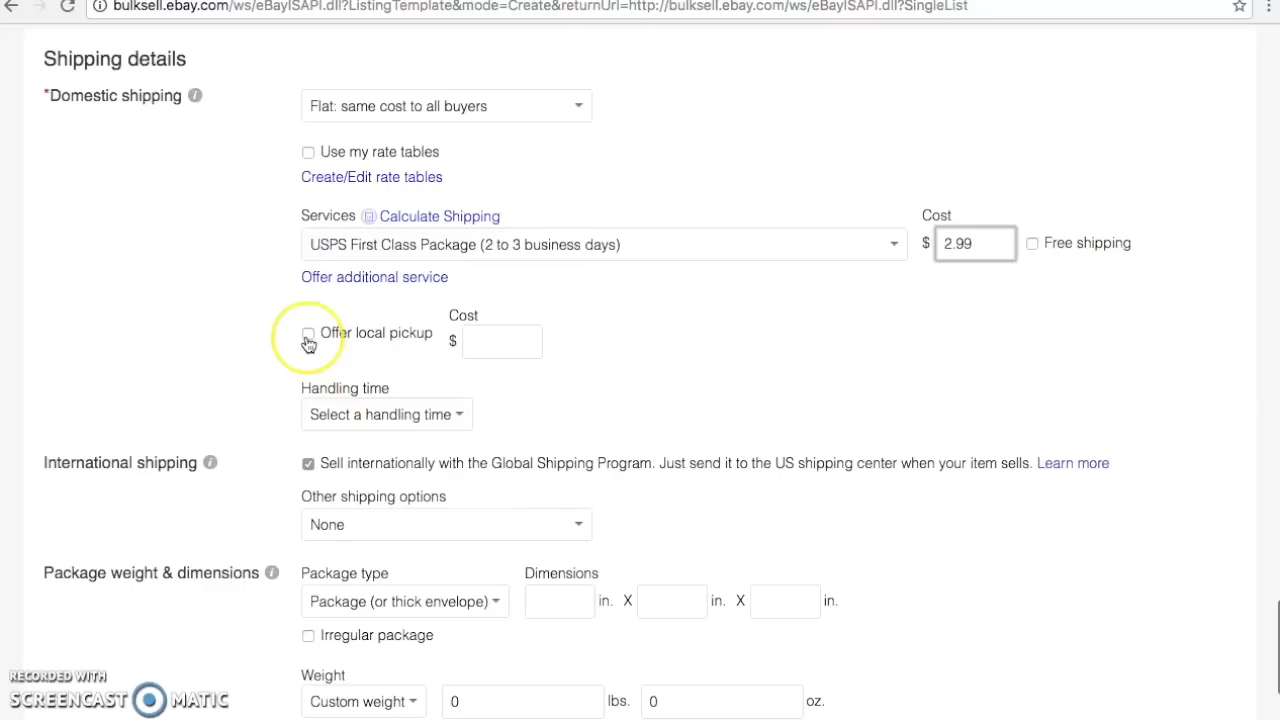 bulksell.ebay.com/ws/eBayISAPI.dll?ListingTemplate&mode=Create&returnUrl=http://bulksell.ebay.com/ws/eBayISAPI.dll?SingleList
Shipping details
*Domestic shipping
Flat: same cost to all buyers
Use my rate tables
Create/Edit rate tables
Services Calculate Shipping Cost
USPS First Class Package (2 to 3 business days) $ 2.99 Free shipping
Offer additional service
Cost
Offer local pickup $
Handling time
Select a handling time
International shipping Sell internationally with the Global Shipping Program. Just send it to the US shipping center when your item sells. Learn more
Other shipping options
None
Package weight & dimensions Package type Dimensions
Package (or thick envelope) in. X in. X in.
Irregular package
Weight
Custom weight 0 lbs. 0 oz.
RECORDED WITH
SCREENCAST MATIC